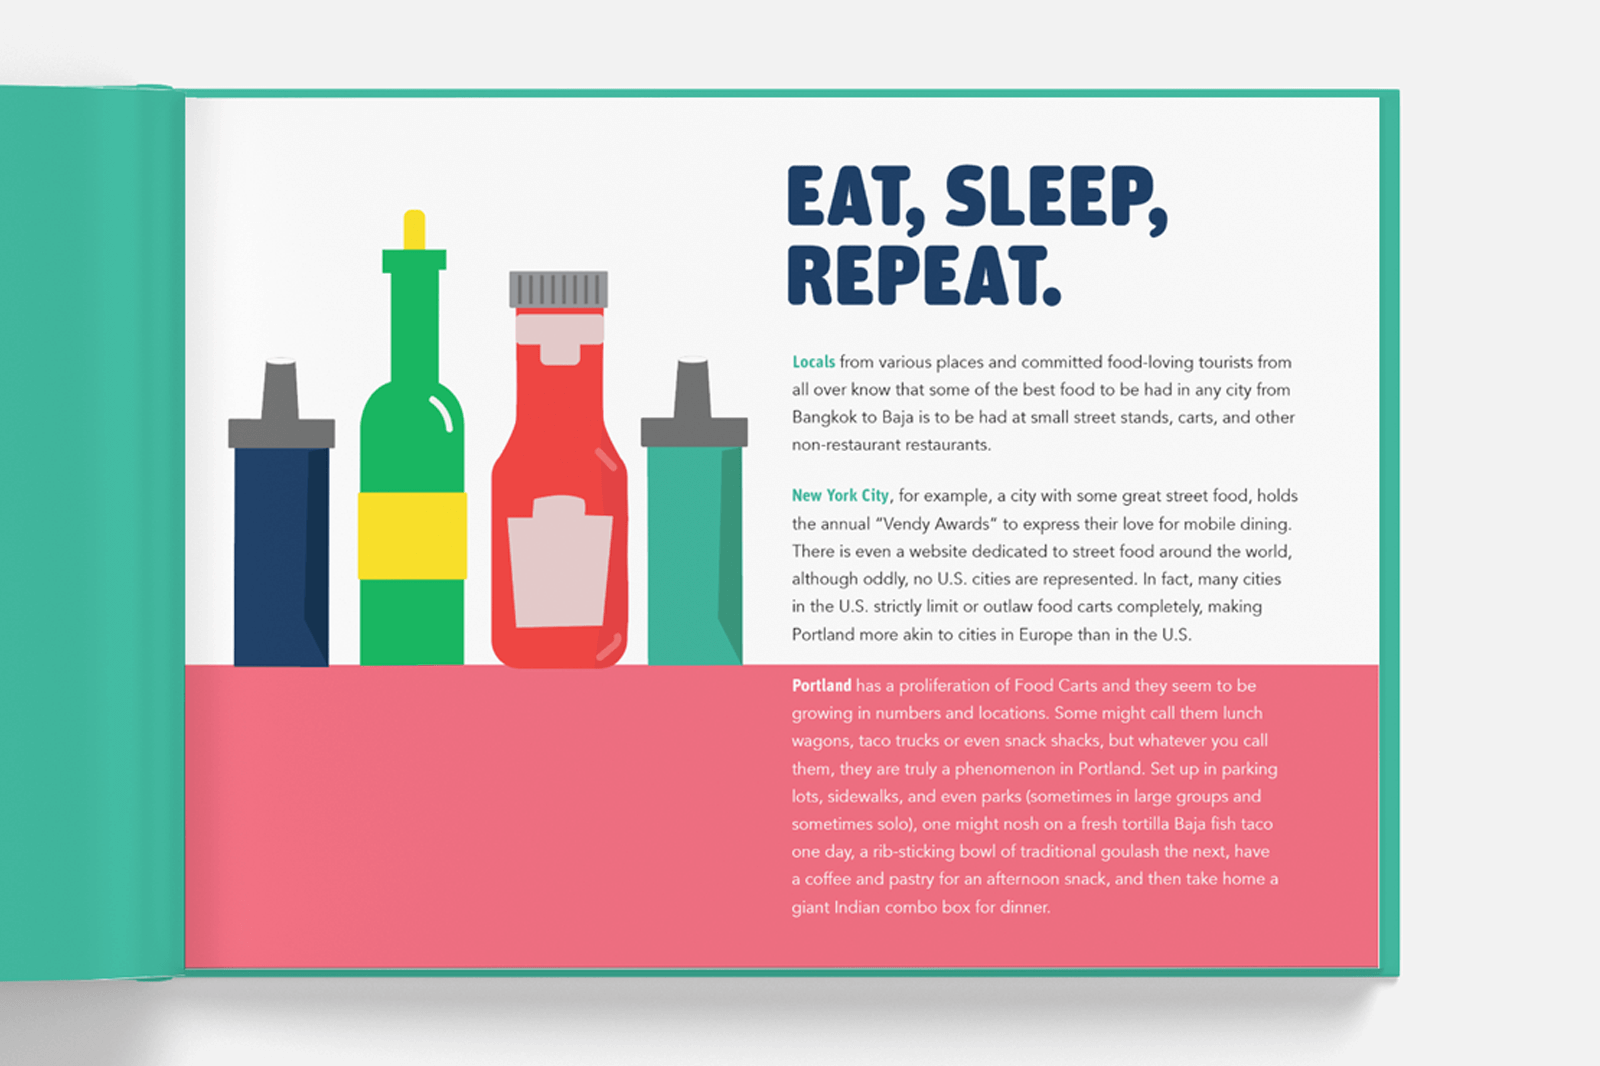 EAT, SLEEP,
REPEAT.
Locals from various places and committed food-loving tourists from
all over know that some of the best food to be had in any city from
Bangkok to Baja is to be had at small street stands, carts, and other
non-restaurant restaurants.
New York City, for example, a city with some great street food, holds
the annual “Vendy Awards” to express their love for mobile dining.
There is even a website dedicated to street food around the world,
although oddly, no U.S. cities are represented. In fact, many cities
in the U.S. strictly limit or outlaw food carts completely, making
Portland more akin to cities in Europe than in the U.S.
Portland has a proliferation of Food Carts and they seem to be
growing in numbers and locations. Some might call them lunch
wagons, taco trucks or even snack shacks, but whatever you call
them, they are truly a phenomenon in Portland. Set up in parking
lots, sidewalks, and even parks (sometimes in large groups and
sometimes solo), one might nosh on a fresh tortilla Baja fish taco
one day, a rib-sticking bowl of traditional goulash the next, have
a coffee and pastry for an afternoon snack, and then take home a
giant Indian combo box for dinner.